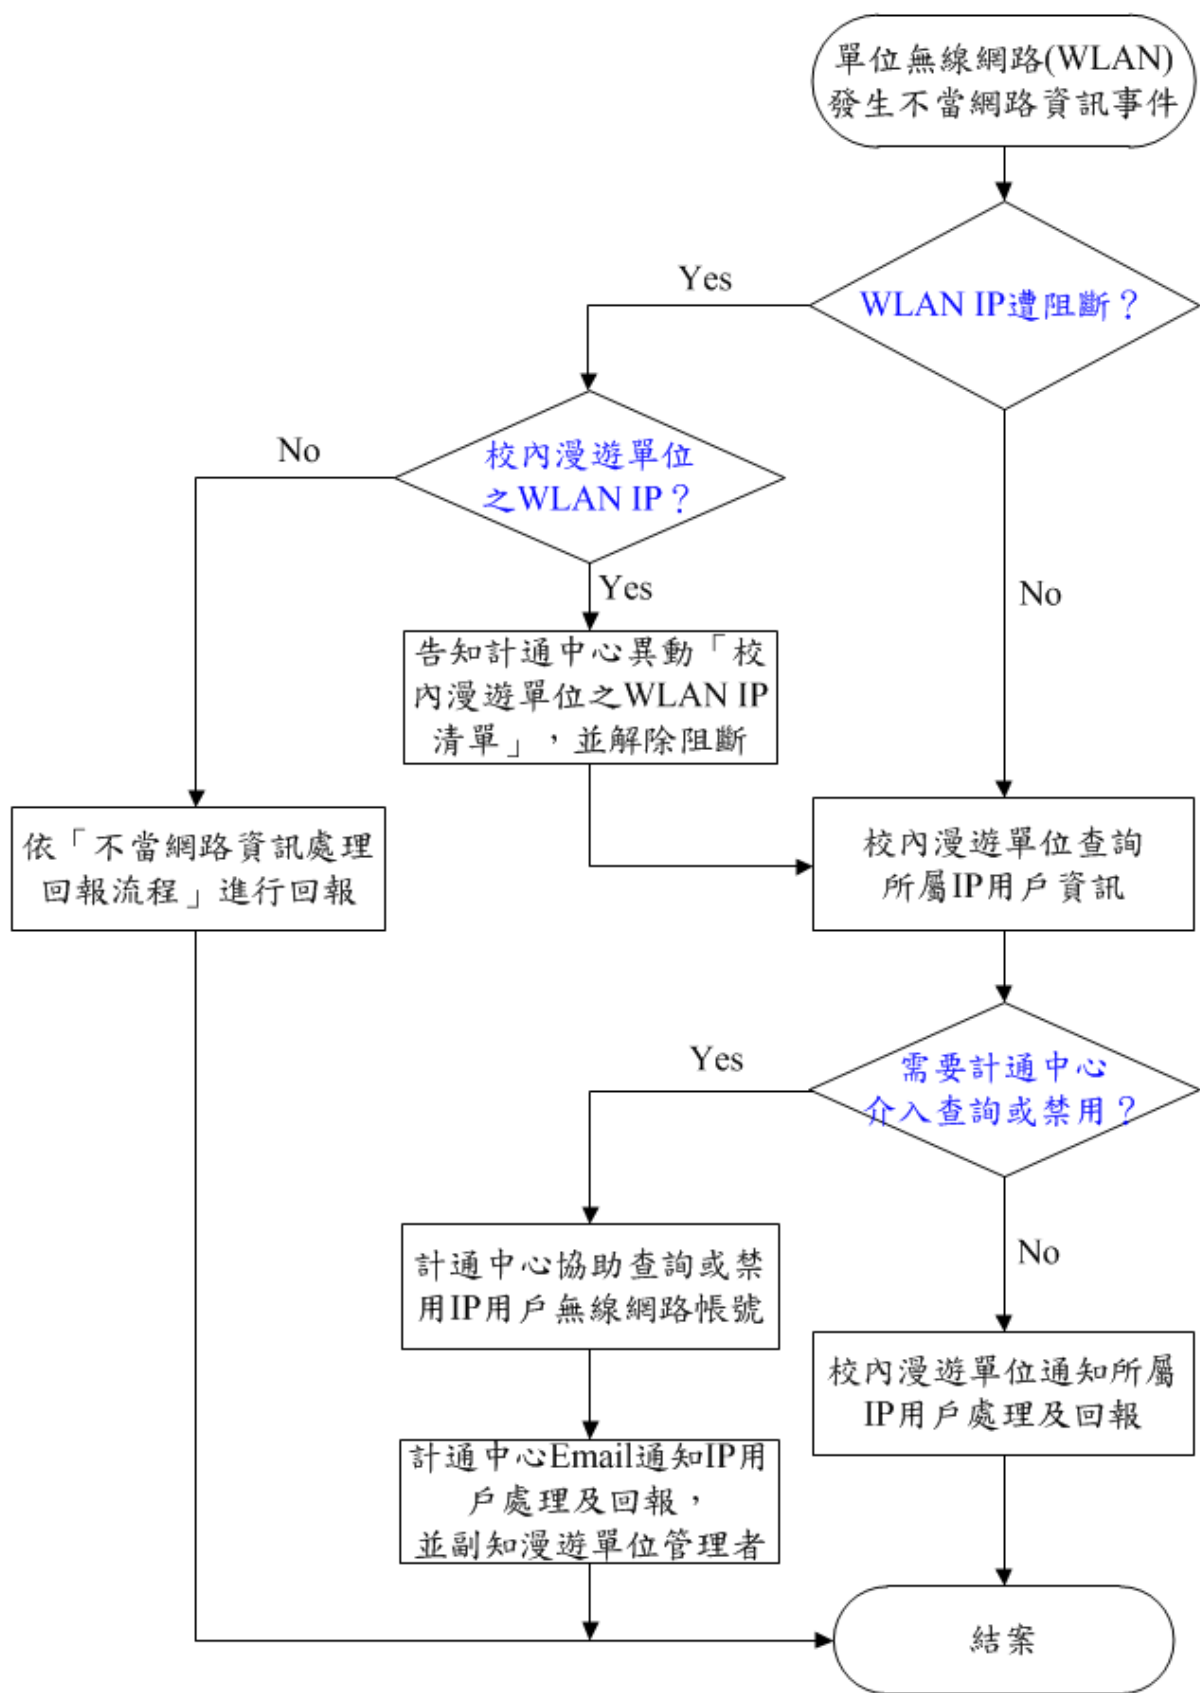 單位無線網路(WLAN)
發生不當網路資訊事件
Yes
WLAN IP遭阻斷？
No
校內漫遊單位
之WLAN IP？
Yes
No
告知計通中心異動「校
內漫遊單位之WLAN IP
清單」，並解除阻斷
依「不當網路資訊處理
回報流程」進行回報
校內漫遊單位查詢
所屬IP用戶資訊
Yes
需要計通中心
介入查詢或禁用？
計通中心協助查詢或禁
用IP用戶無線網路帳號
No
校內漫遊單位通知所屬
IP用戶處理及回報
計通中心Email通知IP用
戶處理及回報，
並副知漫遊單位管理者
結案